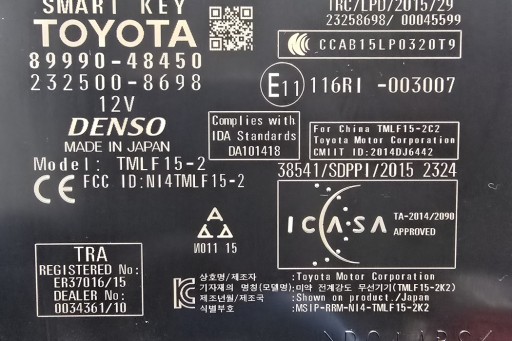 SMART KEY
TOYOTA
89990-48450
232500-8698
12V
DENSO
MADE IN JAPAN
Model: TMLF15-2
CE FCC ID:NI4TMLF15-2
TRC/LPD/2015/29
23258698/ 00045599
CCAB15LP0320T9
E11 116RI -003007
Complies with
IDA Standards
DA101418
For China TMLF15-2C2
Toyota Motor Corporation
CMIIT ID:2014DJ6442
38541/SDPPI/2015 2324
ICASA
TA-2014/2090
APPROVED
И011 15
TRA
REGISTERED No:
ER37016/15
DEALER No:
0034361/10
상호명/제조자 :Toyota Motor Corporation
기자재의 명칭(모델명):미약 전계강도 무선기기(TMLF15-2K2)
제조년월/제조국 :Shown on product./Japan
식별부호 :MSIP-RRM-NI4-TMLF15-2K2